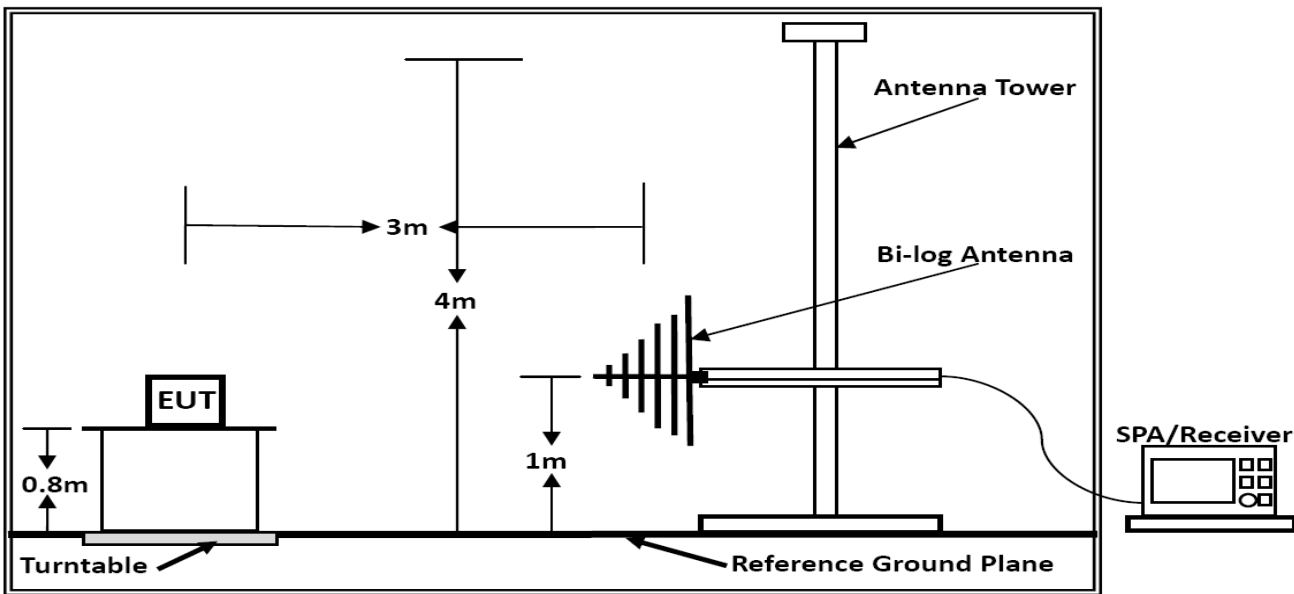 Antenna Tower
3m
Bi-log Antenna
4m
EUT
SPA/Receiver
1m
0.8m
Turntable
Reference Ground Plane